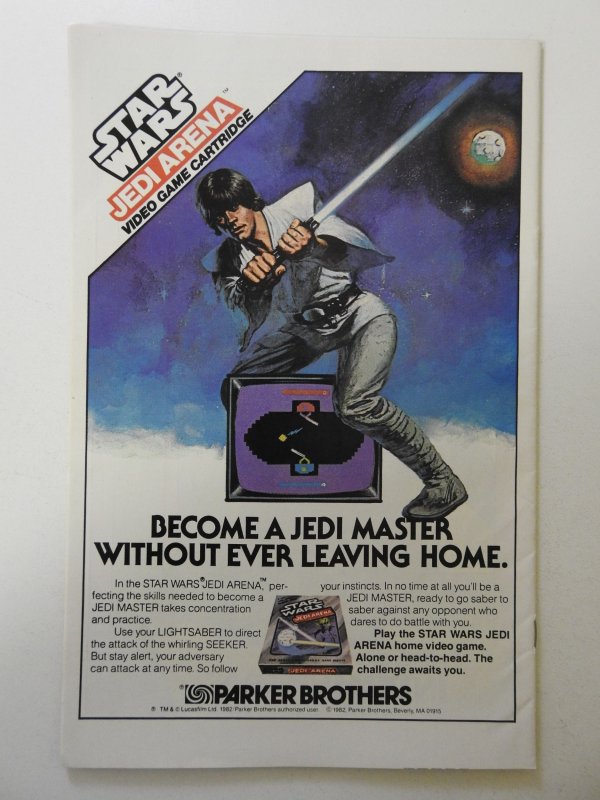 STAR
WARS®
JEDI ARENA™
VIDEO GAME CARTRIDGE
BECOME A JEDI MASTER
WITHOUT EVER LEAVING HOME.
In the STAR WARS® JEDI ARENA,™ per-
fecting the skills needed to become a
JEDI MASTER takes concentration
and practice.
Use your LIGHTSABER to direct
the attack of the whirling SEEKER.
But stay alert, your adversary
can attack at any time. So follow
your instincts. In no time at all you'll be a
JEDI MASTER, ready to go saber to
saber against any opponent who
dares to do battle with you.
Play the STAR WARS JEDI
ARENA home video game.
Alone or head-to-head. The
challenge awaits you.
STAR
WARS
JEDI ARENA
JEDI ARENA
PARKER BROTHERS
® TM & © Lucasfilm Ltd. 1982 Parker Brothers authorized user © 1982, Parker Brothers, Beverly, MA 01915